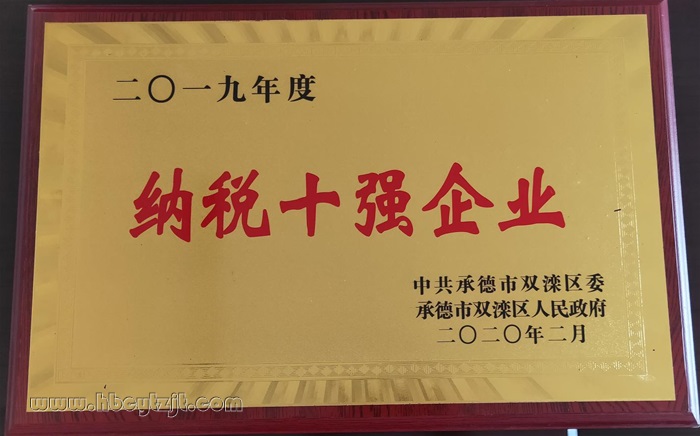 二〇一九年度
纳税十强企业
中共承德市双滦区委
承德市双滦区人民政府
二〇二〇年二月
www.hbcytzjt.com